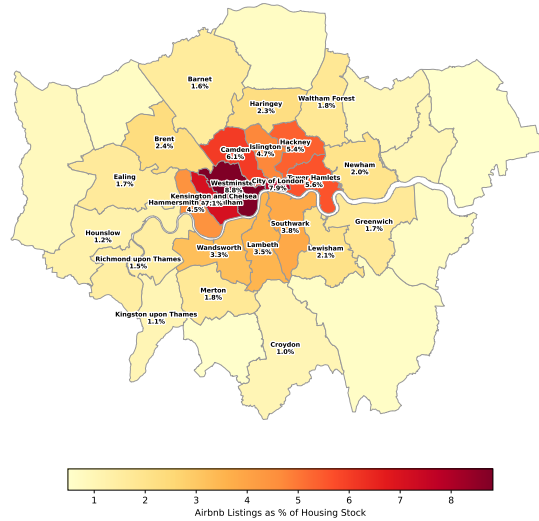 Barnet
1.6%
Haringey
2.3%
Waltham Forest
1.8%
Brent
2.4%
Camden
6.1%
Islington
4.7%
Hackney
5.4%
Ealing
1.7%
Newham
2.0%
Westminster
8.8%
City of London
7.9%
Tower Hamlets
5.6%
Kensington and Chelsea
7.1%
Hammersmith
4.5%
Hounslow
1.2%
Richmond upon Thames
1.5%
Wandsworth
3.3%
Lambeth
3.5%
Southwark
3.8%
Lewisham
2.1%
Greenwich
1.7%
Merton
1.8%
Kingston upon Thames
1.1%
Croydon
1.0%
1 2 3 4 5 6 7 8
Airbnb Listings as % of Housing Stock